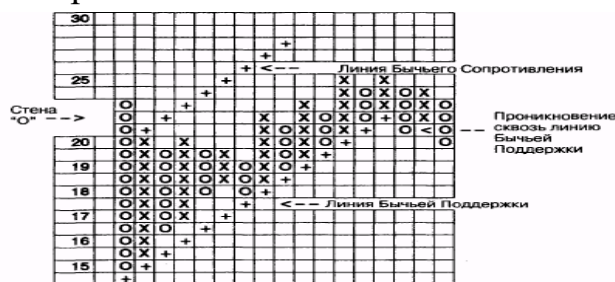 30
Линия Бычьего Сопротивления
25
Стена
"О"
Проникновение
сквозь линию
Бычьей
Поддержки
20
19
18
Линия Бычьей Поддержки
17
16
15